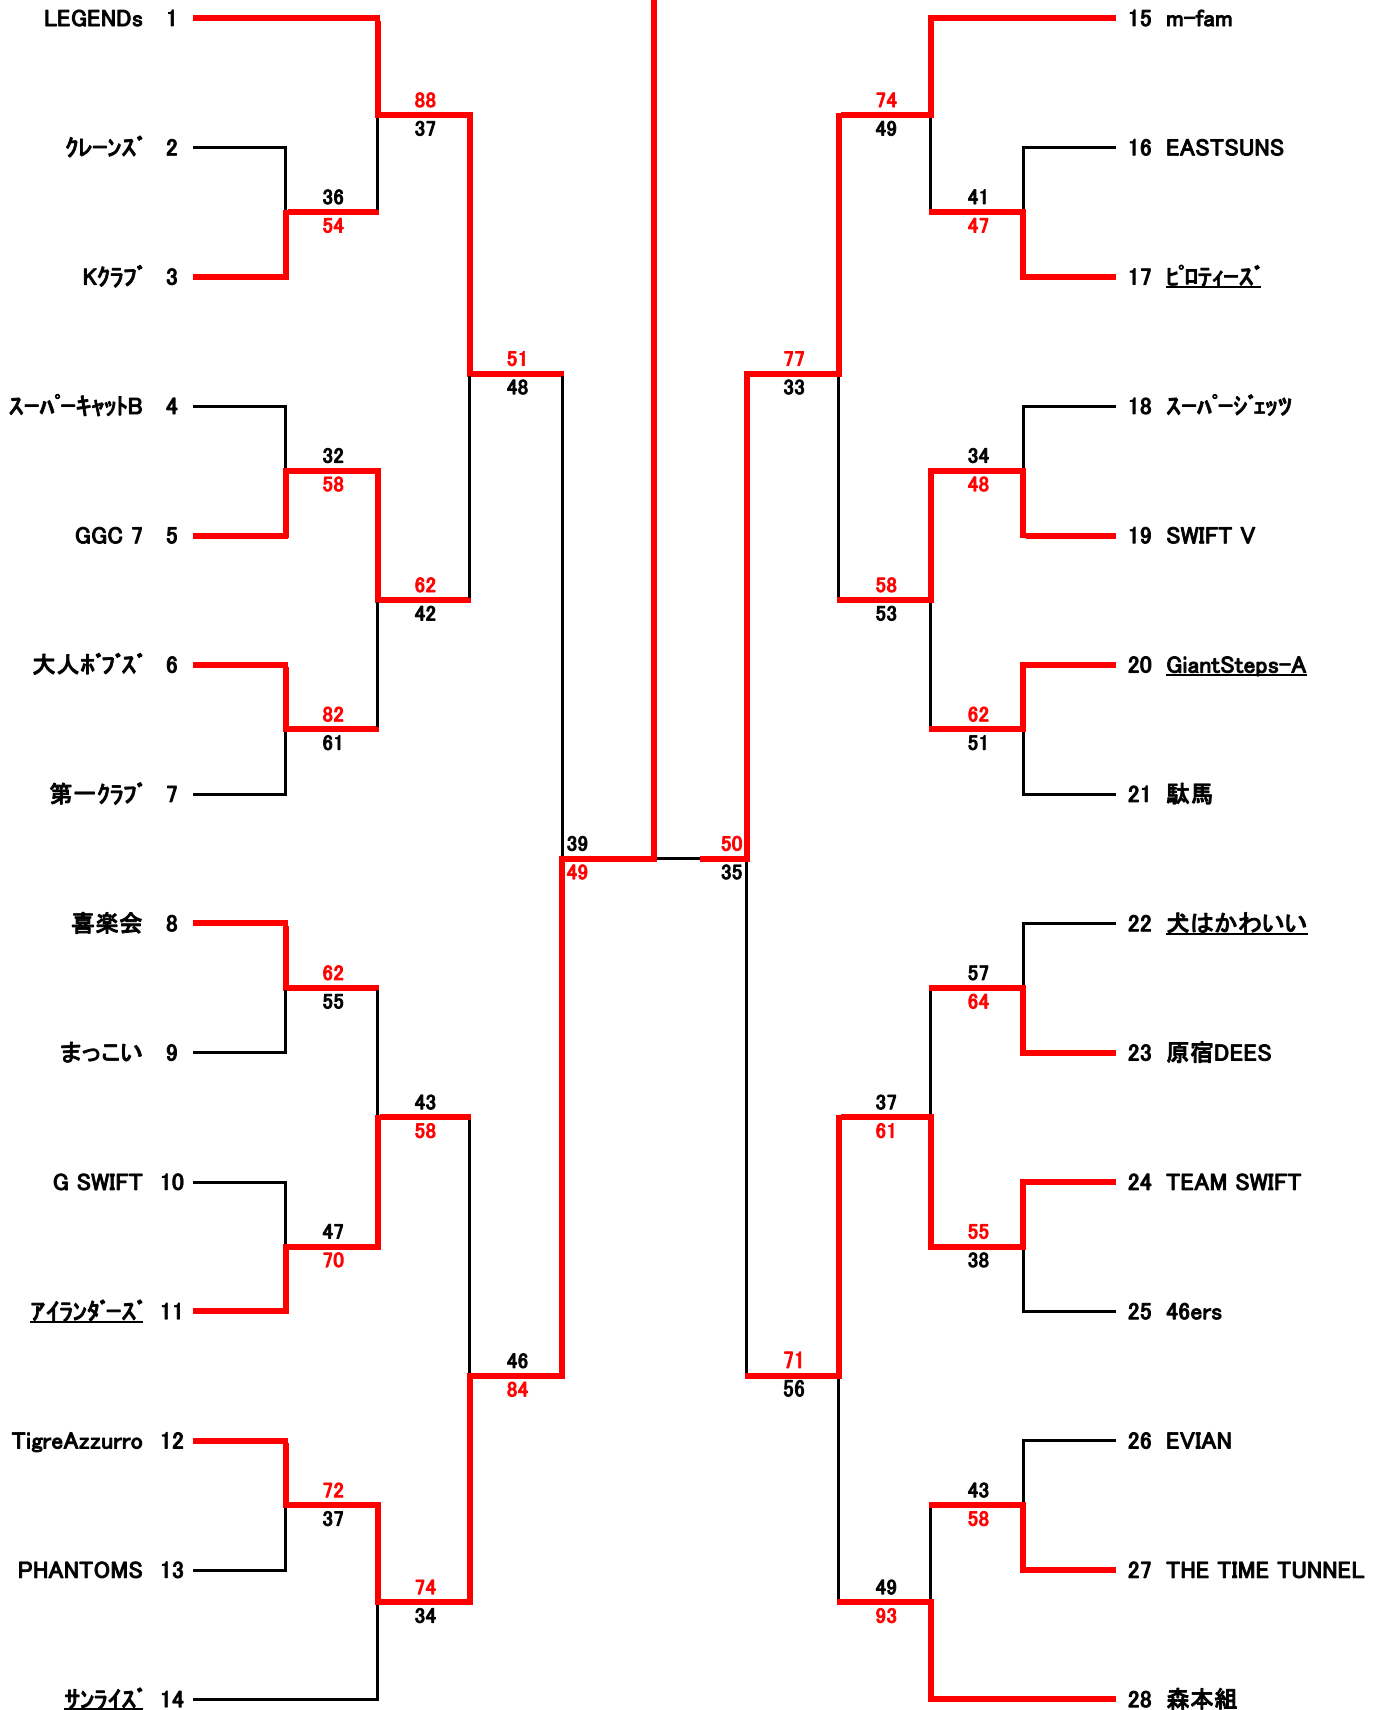 LEGENDs 1
88
37
クレーンズ 2
36
54
Kクラブ 3
51
48
スーパーキャットB 4
32
58
GGC 7 5
62
42
大人ボブズ 6
82
61
第一クラブ 7
39
49
喜楽会 8
62
55
まっこい 9
43
58
G SWIFT 10
47
70
アイランダーズ 11
46
84
TigreAzzurro 12
72
37
PHANTOMS 13
74
34
サンライズ 14
15 m-fam
74
49
16 EASTSUNS
41
47
17 ピロティーズ
77
33
18 スーパージェッツ
34
48
19 SWIFT V
58
53
20 GiantSteps-A
62
51
21 駄馬
50
35
22 犬はかわいい
57
64
23 原宿DEES
37
61
24 TEAM SWIFT
55
38
25 46ers
71
56
26 EVIAN
43
58
27 THE TIME TUNNEL
49
93
28 森本組